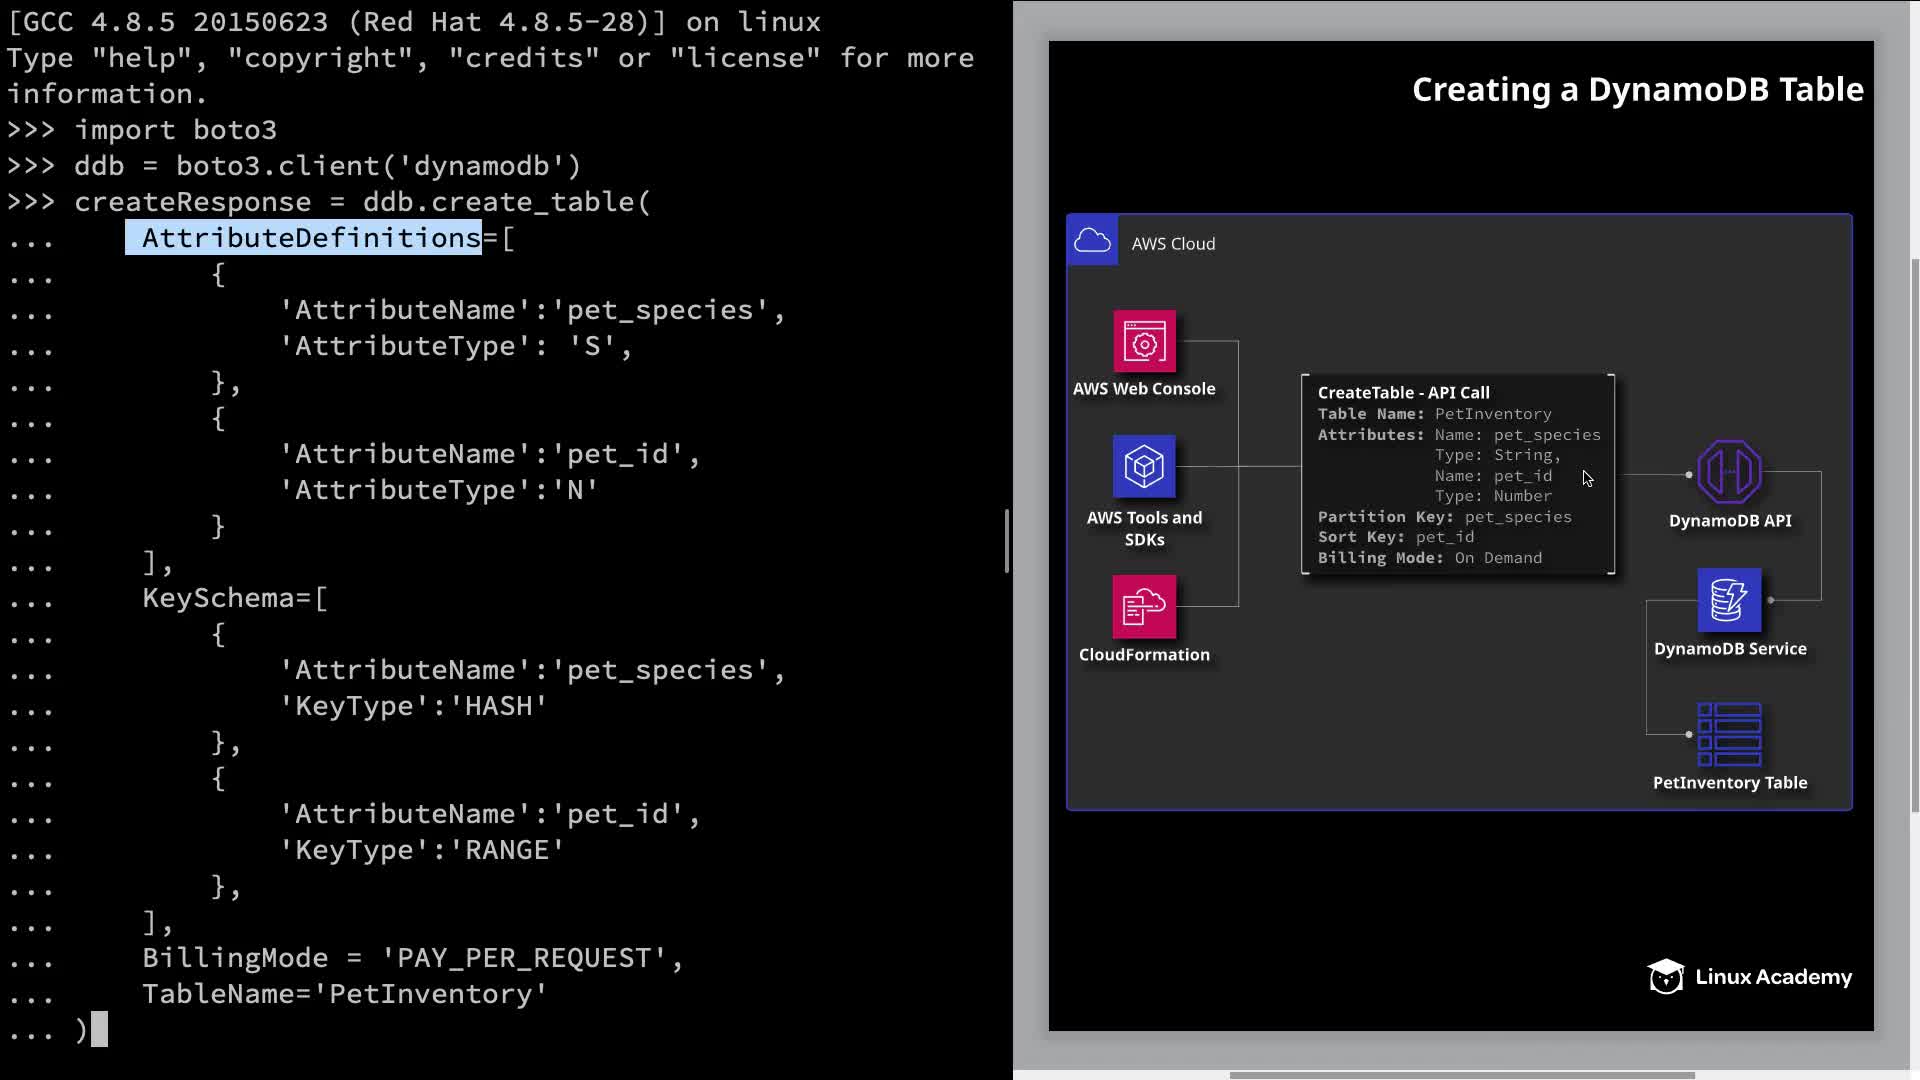 [GCC 4.8.5 20150623 (Red Hat 4.8.5-28)] on linux
Type "help", "copyright", "credits" or "license" for more
information.
>>> import boto3
>>> ddb = boto3.client('dynamodb')
>>> createResponse = ddb.create_table(
...     AttributeDefinitions=[
...         {
...             'AttributeName':'pet_species',
...             'AttributeType': 'S',
...         },
...         {
...             'AttributeName':'pet_id',
...             'AttributeType':'N'
...         }
...     ],
...     KeySchema=[
...         {
...             'AttributeName':'pet_species',
...             'KeyType':'HASH'
...         },
...         {
...             'AttributeName':'pet_id',
...             'KeyType':'RANGE'
...         },
...     ],
...     BillingMode = 'PAY_PER_REQUEST',
...     TableName='PetInventory'
... )
Creating a DynamoDB Table
AWS Cloud
AWS Web Console
AWS Tools and
SDKs
CloudFormation
CreateTable - API Call
Table Name: PetInventory
Attributes: Name: pet_species
Type: String,
Name: pet_id
Type: Number
Partition Key: pet_species
Sort Key: pet_id
Billing Mode: On Demand
DynamoDB API
DynamoDB Service
PetInventory Table
Linux Academy